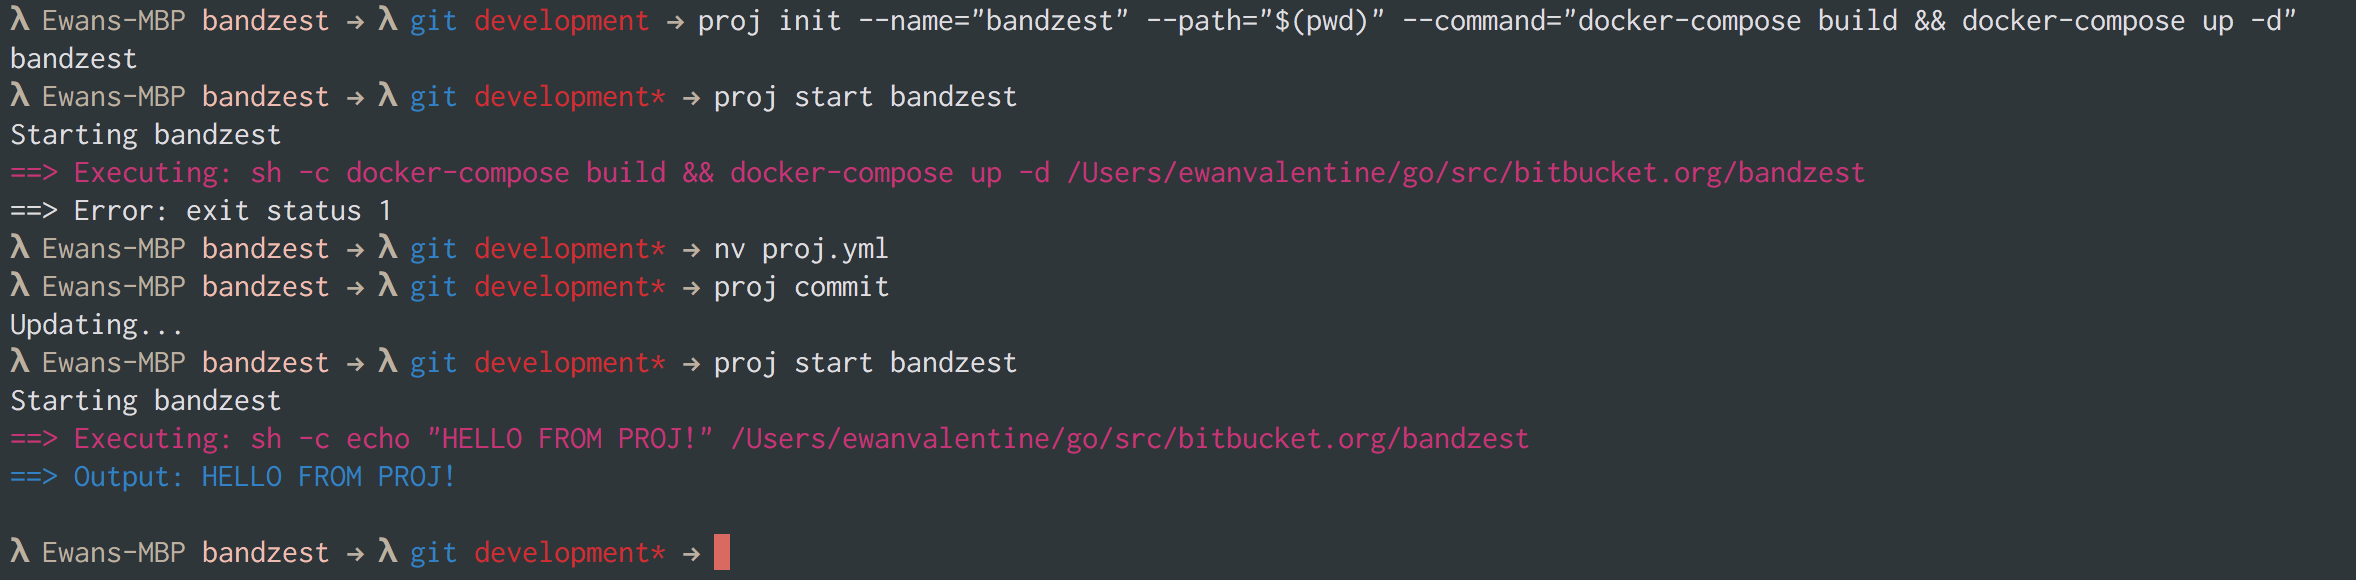 λ Ewans-MBP bandzest → λ git development → proj init --name="bandzest" --path="$(pwd)" --command="docker-compose build && docker-compose up -d"
bandzest
λ Ewans-MBP bandzest → λ git development* → proj start bandzest
Starting bandzest
==> Executing: sh -c docker-compose build && docker-compose up -d /Users/ewanvalentine/go/src/bitbucket.org/bandzest
==> Error: exit status 1
λ Ewans-MBP bandzest → λ git development* → nv proj.yml
λ Ewans-MBP bandzest → λ git development* → proj commit
Updating...
λ Ewans-MBP bandzest → λ git development* → proj start bandzest
Starting bandzest
==> Executing: sh -c echo "HELLO FROM PROJ!" /Users/ewanvalentine/go/src/bitbucket.org/bandzest
==> Output: HELLO FROM PROJ!
λ Ewans-MBP bandzest → λ git development* →